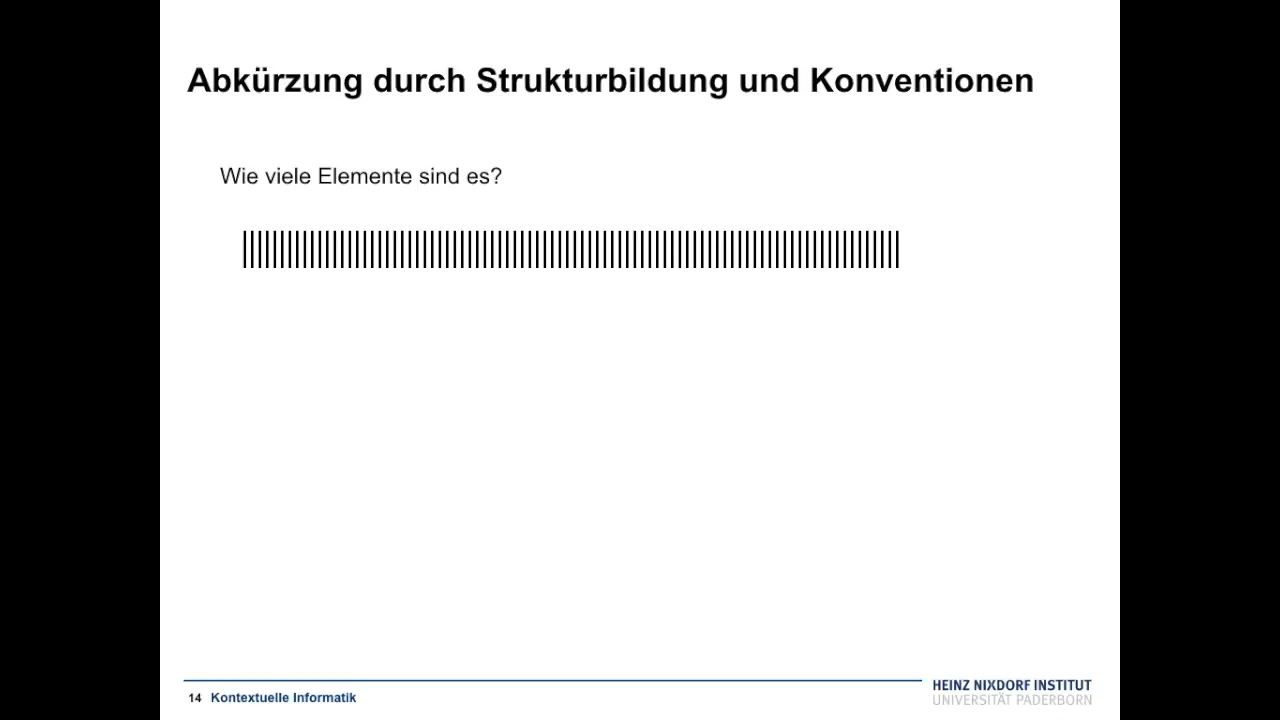 Abkürzung durch Strukturbildung und Konventionen
Wie viele Elemente sind es?
14 Kontextuelle Informatik
HEINZ NIXDORF INSTITUT
UNIVERSITÄT PADERBORN